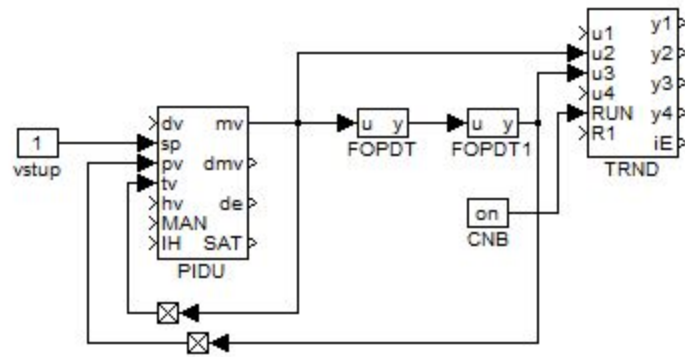 1
vstup
dv mv
sp
pv dmv
tv
hv de
MAN
IH SAT
PIDU
u y
FOPDT
u y
FOPDT1
on
CNB
u1 y1
u2 y2
u3
y3
u4
RUN y4
R1 iE
TRND